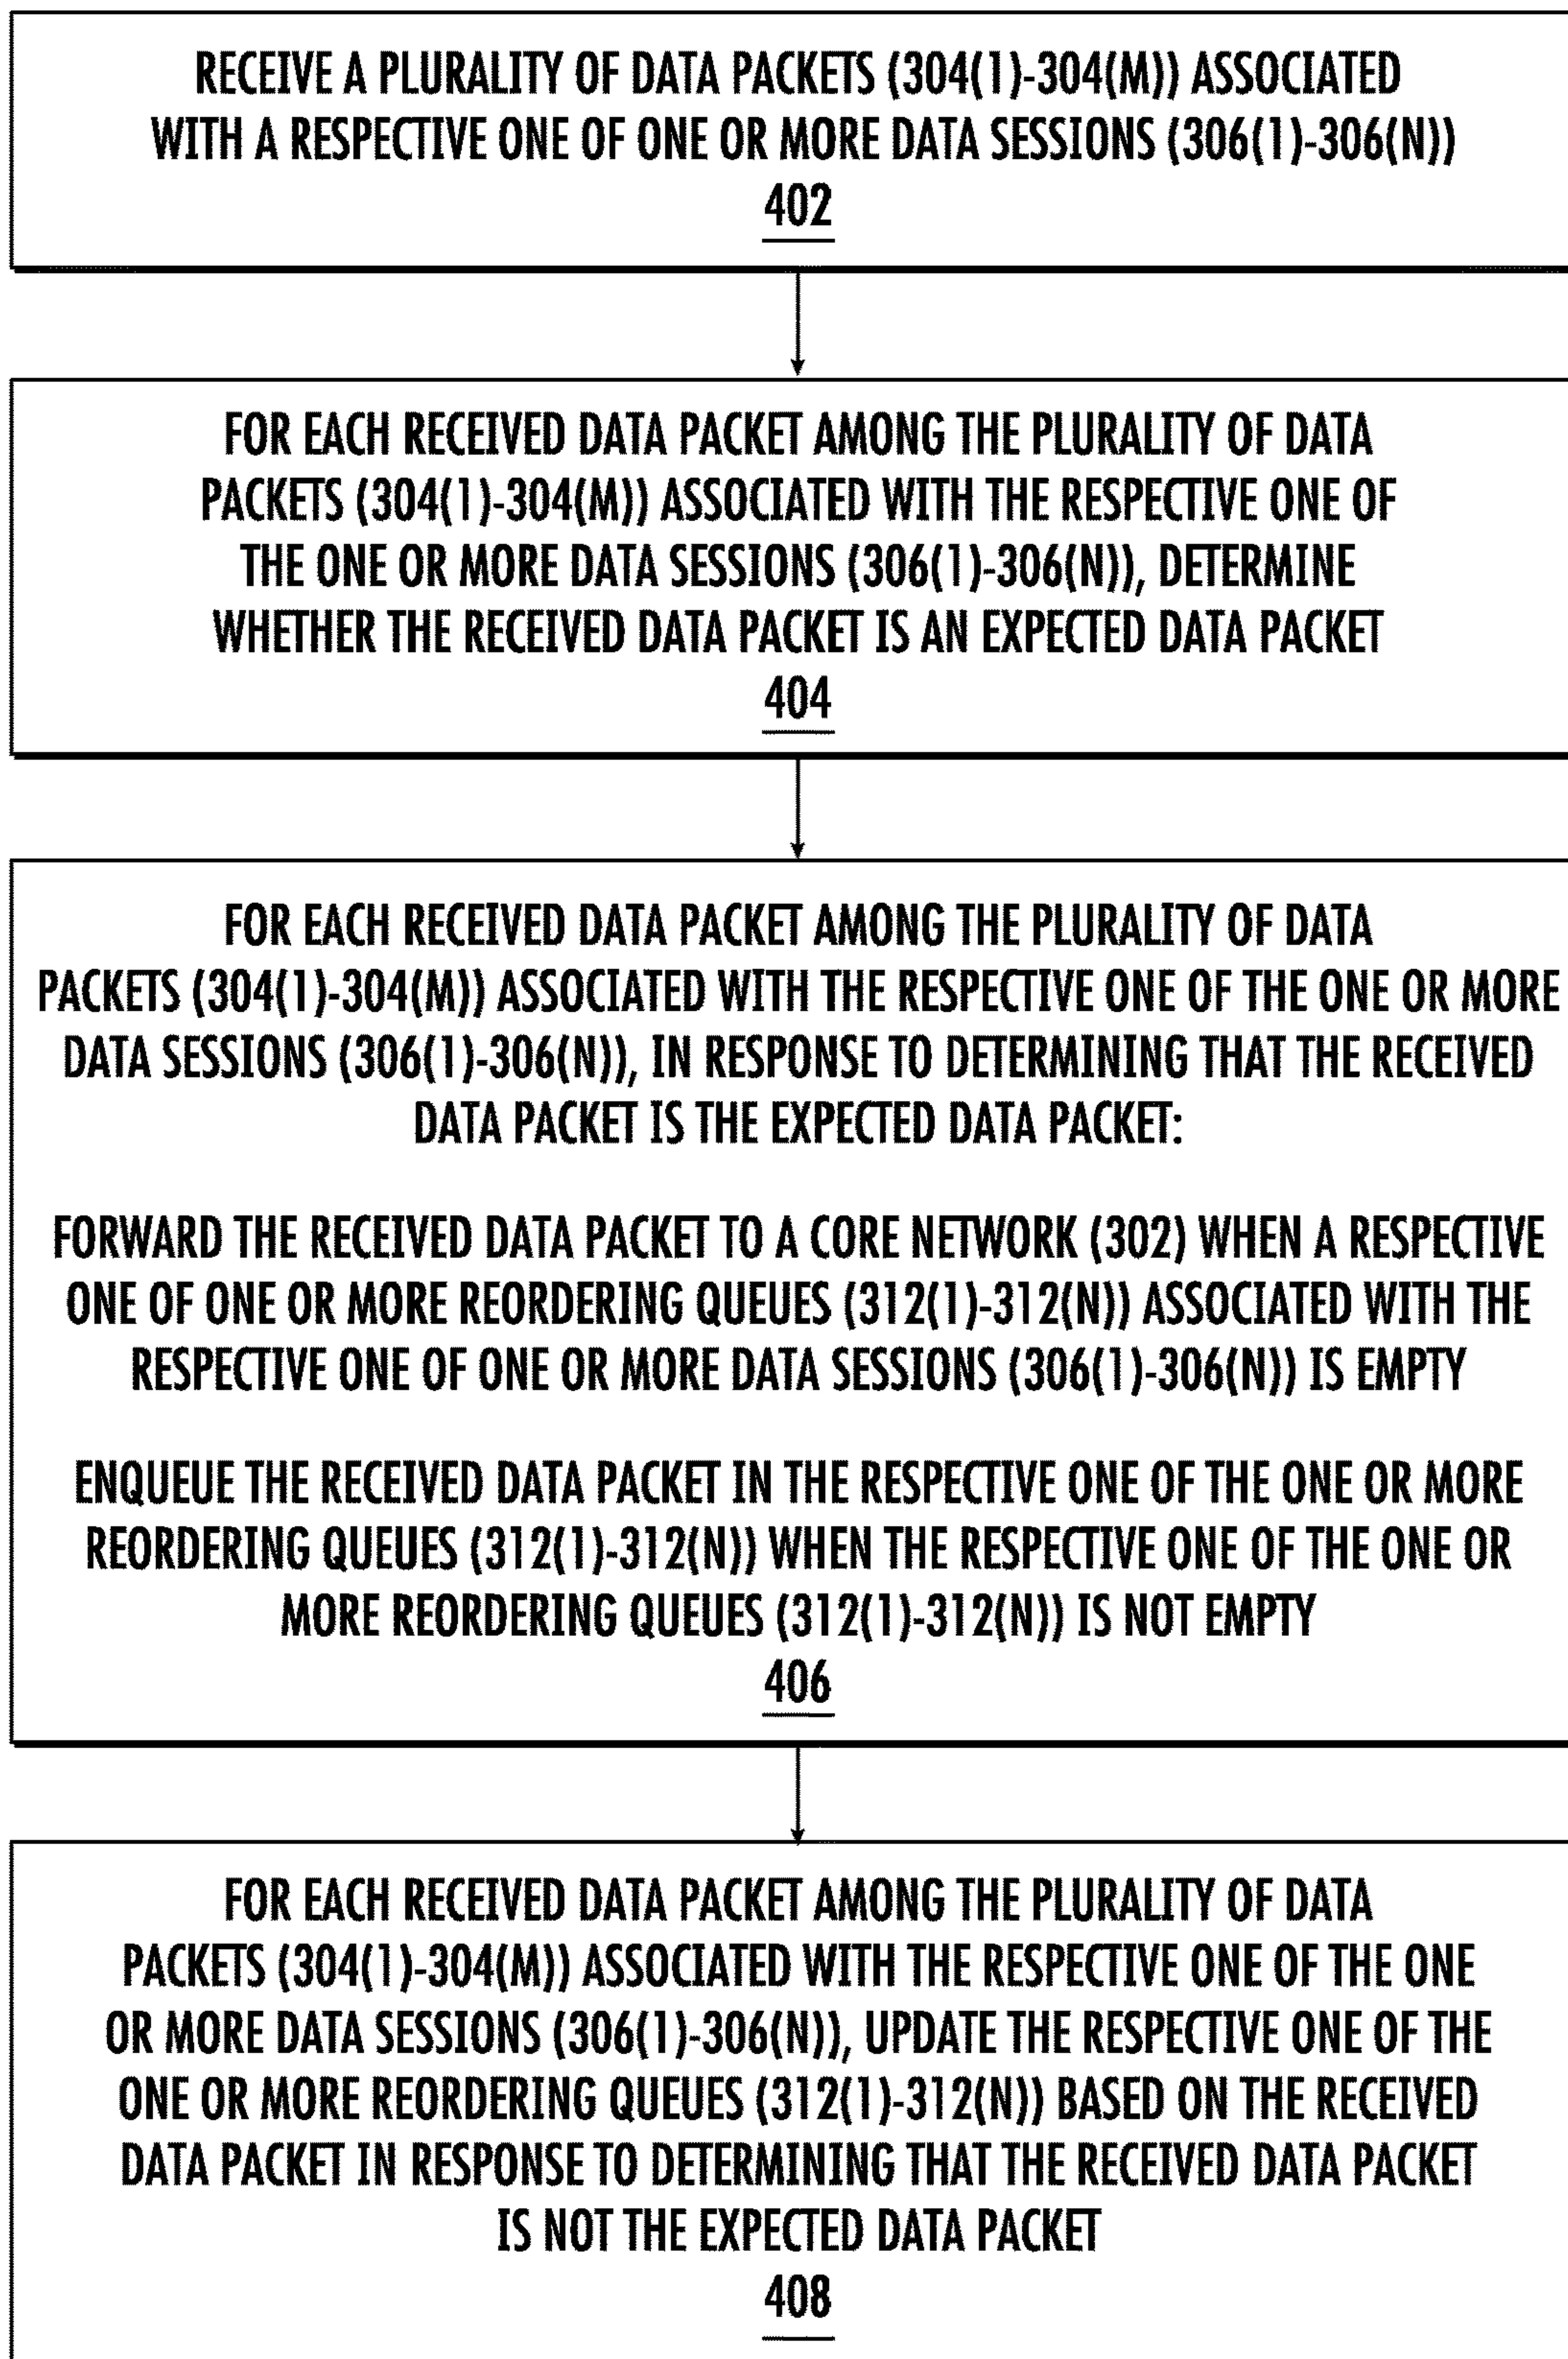 RECEIVE A PLURALITY OF DATA PACKETS (304(1)-304(M)) ASSOCIATED
WITH A RESPECTIVE ONE OF ONE OR MORE DATA SESSIONS (306(1)-306(N))
402
FOR EACH RECEIVED DATA PACKET AMONG THE PLURALITY OF DATA
PACKETS (304(1)-304(M)) ASSOCIATED WITH THE RESPECTIVE ONE OF
THE ONE OR MORE DATA SESSIONS (306(1)-306(N)), DETERMINE
WHETHER THE RECEIVED DATA PACKET IS AN EXPECTED DATA PACKET
404
FOR EACH RECEIVED DATA PACKET AMONG THE PLURALITY OF DATA
PACKETS (304(1)-304(M)) ASSOCIATED WITH THE RESPECTIVE ONE OF THE ONE OR MORE
DATA SESSIONS (306(1)-306(N)), IN RESPONSE TO DETERMINING THAT THE RECEIVED
DATA PACKET IS THE EXPECTED DATA PACKET:
FORWARD THE RECEIVED DATA PACKET TO A CORE NETWORK (302) WHEN A RESPECTIVE
ONE OF ONE OR MORE REORDERING QUEUES (312(1)-312(N)) ASSOCIATED WITH THE
RESPECTIVE ONE OF ONE OR MORE DATA SESSIONS (306(1)-306(N)) IS EMPTY
ENQUEUE THE RECEIVED DATA PACKET IN THE RESPECTIVE ONE OF THE ONE OR MORE
REORDERING QUEUES (312(1)-312(N)) WHEN THE RESPECTIVE ONE OF THE ONE OR
MORE REORDERING QUEUES (312(1)-312(N)) IS NOT EMPTY
406
FOR EACH RECEIVED DATA PACKET AMONG THE PLURALITY OF DATA
PACKETS (304(1)-304(M)) ASSOCIATED WITH THE RESPECTIVE ONE OF THE ONE
OR MORE DATA SESSIONS (306(1)-306(N)), UPDATE THE RESPECTIVE ONE OF THE
ONE OR MORE REORDERING QUEUES (312(1)-312(N)) BASED ON THE RECEIVED
DATA PACKET IN RESPONSE TO DETERMINING THAT THE RECEIVED DATA PACKET
IS NOT THE EXPECTED DATA PACKET
408